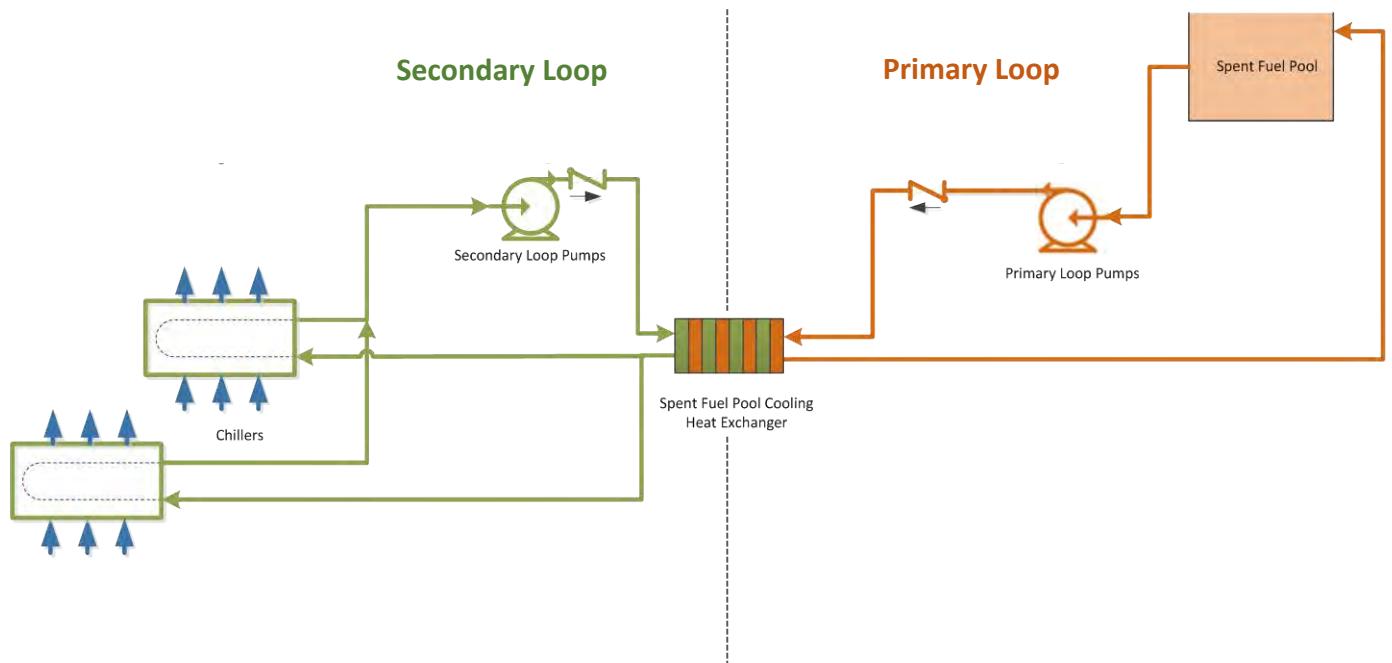 Secondary Loop
Primary Loop
Spent Fuel Pool
Secondary Loop Pumps
Primary Loop Pumps
Chillers
Spent Fuel Pool Cooling
Heat Exchanger